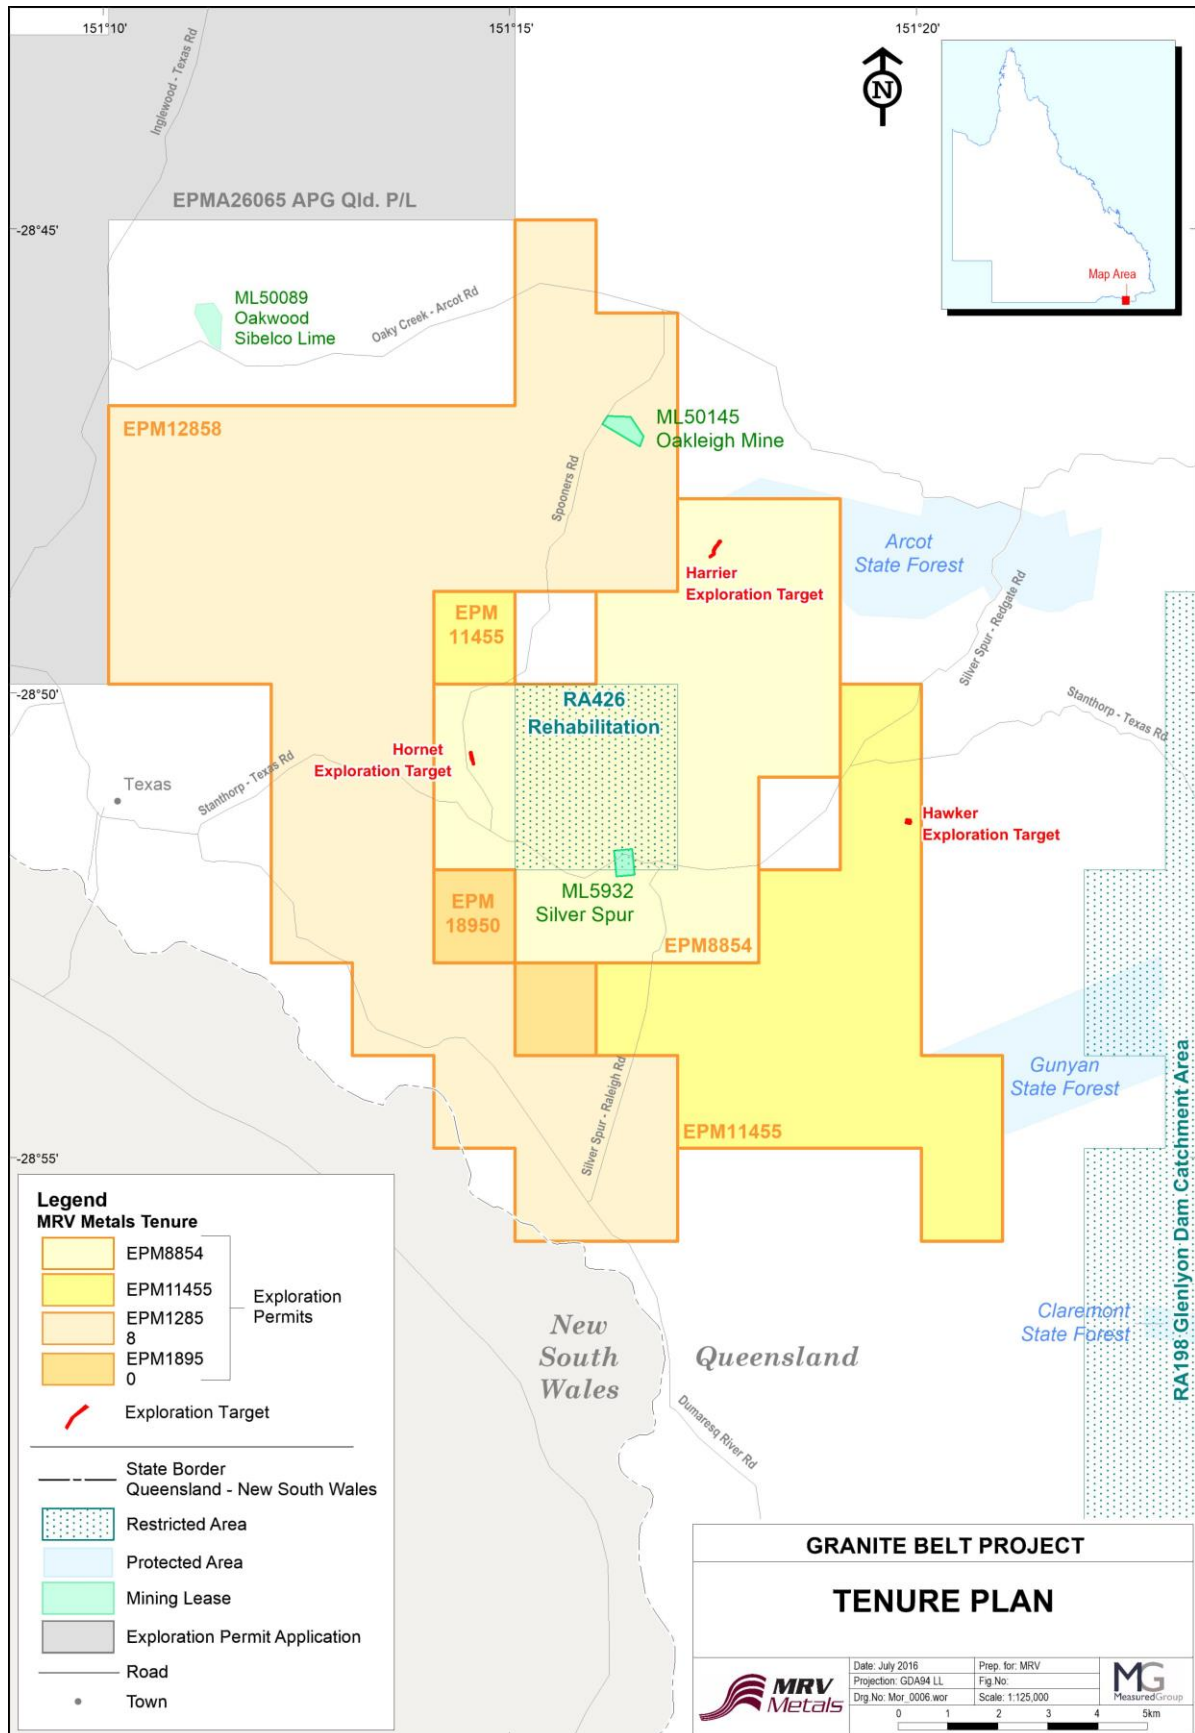 151°10'
151°15'
151°20'
Inglewood - Texas Rd
N
EPMA26065 APG Qld. P/L
-28°45'
Map Area
ML50089
Oakwood
Sibelco Lime
Oaky Creek - Arcot Rd
EPM12858
ML50145
Oakleigh Mine
Spooners Rd
Arcot
State Forest
Harrier
Exploration Target
EPM
11455
Silver Spur - Redgate Rd
-28°50'
RA426
Rehabilitation
Stanthorp - Texas Rd
Hornet
Exploration Target
Texas
Stanthorp - Texas Rd
Hawker
Exploration Target
ML5932
Silver Spur
EPM
18950
EPM8854
Gunyan
State Forest
Silver Spur - Raleigh Rd
EPM11455
-28°55'
RA198 Glenlyon Dam Catchment Area
Claremont
State Forest
New
South
Wales
Queensland
Dumaresq River Rd
Legend
MRV Metals Tenure
EPM8854
EPM11455
EPM1285
8
EPM1895
0
Exploration
Permits
Exploration Target
State Border
Queensland - New South Wales
Restricted Area
Protected Area
Mining Lease
Exploration Permit Application
Road
Town
GRANITE BELT PROJECT
TENURE PLAN
MRV
Metals
Date: July 2016
Prep. for: MRV
Projection: GDA94 LL
Fig.No:
Drg.No: Mor_0006.wor
Scale: 1:125,000
MG
MeasuredGroup
0 1 2 3 4 5km